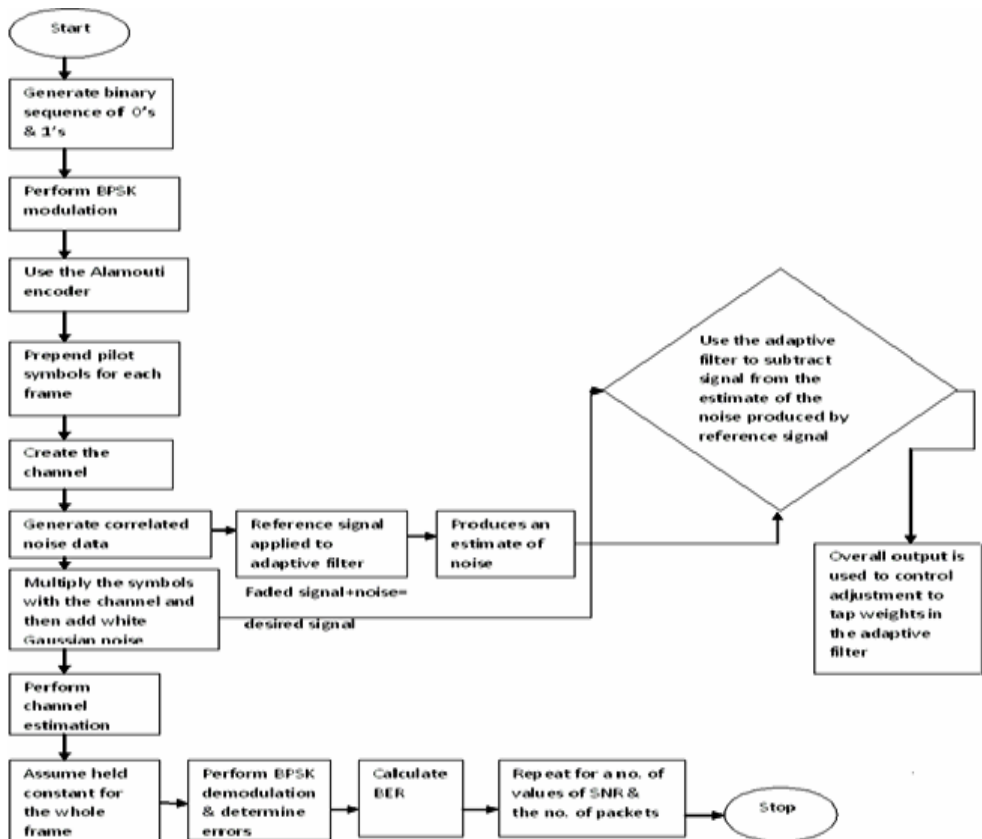 Start
Generate binary
sequence of 0's
& 1's
Perform BPSK
modulation
Use the Alamouti
encoder
Prepend pilot
symbols for each
frame
Create the
channel
Generate correlated
noise data
Reference signal
applied to
adaptive filter
Produces an
estimate of
noise
Use the adaptive
filter to subtract
signal from the
estimate of the
noise produced by
reference signal
Overall output is
used to control
adjustment to
tap weights in
the adaptive
filter
Multiply the symbols
with the channel and
then add white
Gaussian noise
Faded signal+noise=
desired signal
Perform
channel
estimation
Assume held
constant for
the whole
frame
Perform BPSK
demodulation
& determine
errors
Calculate
BER
Repeat for a no. of
values of SNR &
the no. of packets
Stop